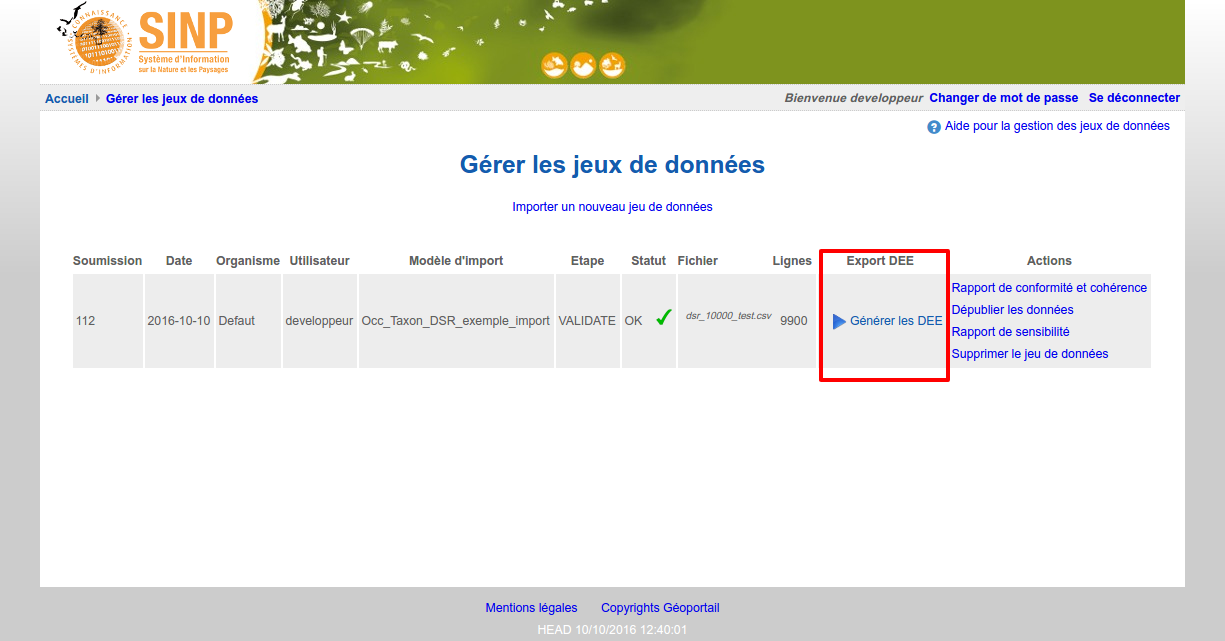 SINP
Système d'Information
sur la Nature et les Paysages
Accueil Gérer les jeux de données
Bienvenue developpeur Changer de mot de passe Se déconnecter
Aide pour la gestion des jeux de données
Gérer les jeux de données
Importer un nouveau jeu de données
Soumission Date Organisme Utilisateur Modèle d'import Etape Statut Fichier Lignes Export DEE Actions
112 2016-10-10 Defaut developpeur Occ_Taxon_DSR_exemple_import VALIDATE OK dsr_10000_test.csv 9900 Générer les DEE
Rapport de conformité et cohérence
Dépublier les données
Rapport de sensibilité
Supprimer le jeu de données
Mentions légales Copyrights Géoportail
HEAD 10/10/2016 12:40:01